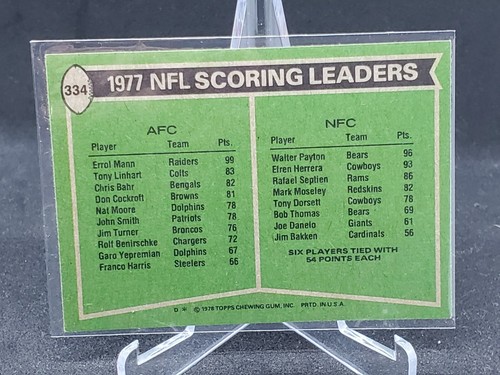 334 1977 NFL SCORING LEADERS
AFC
Player Team Pts.
Errol Mann Raiders 99
Tony Linhart Colts 83
Chris Bahr Bengals 82
Don Cockroft Browns 81
Nat Moore Dolphins 78
John Smith Patriots 78
Jim Turner Broncos 76
Rolf Benirschke Chargers 72
Garo Yepremian Dolphins 67
Franco Harris Steelers 66
NFC
Player Team Pts.
Walter Payton Bears 96
Efren Herrera Cowboys 93
Rafael Septien Rams 86
Mark Moseley Redskins 82
Tony Dorsett Cowboys 78
Bob Thomas Bears 69
Joe Danelo Giants 61
Jim Bakken Cardinals 56
SIX PLAYERS TIED WITH
54 POINTS EACH
D * © 1978 TOPPS CHEWING GUM, INC. PRTD. IN U.S.A.